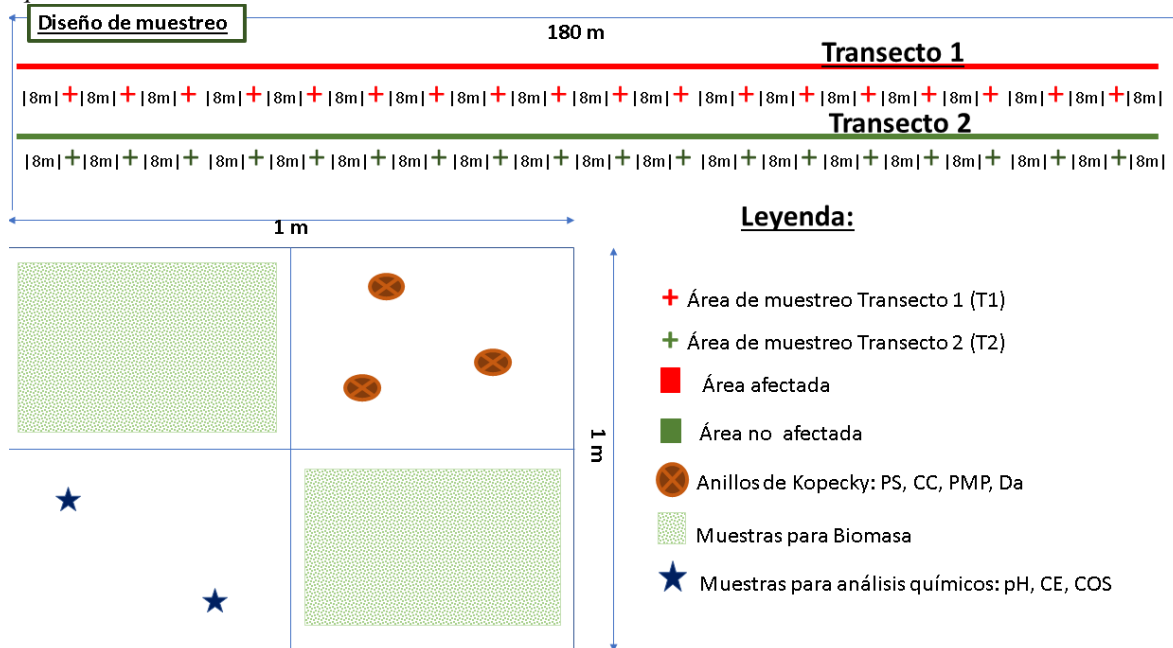 Diseño de muestreo
180 m
Transecto 1
|8m|+|8m|+|8m|+|8m|+|8m|+|8m|+|8m|+|8m|+|8m|+|8m|+|8m|+|8m|+|8m|+|8m|+|8m|+|8m|+|8m|+|8m|+|8m|
Transecto 2
|8m|+|8m|+|8m|+|8m|+|8m|+|8m|+|8m|+|8m|+|8m|+|8m|+|8m|+|8m|+|8m|+|8m|+|8m|+|8m|+|8m|+|8m|+|8m|
1 m
1 m
Leyenda:
+ Área de muestreo Transecto 1 (T1)
+ Área de muestreo Transecto 2 (T2)
Área afectada
Área no afectada
Anillos de Kopecky: PS, CC, PMP, Da
Muestras para Biomasa
Muestras para análisis químicos: pH, CE, COS